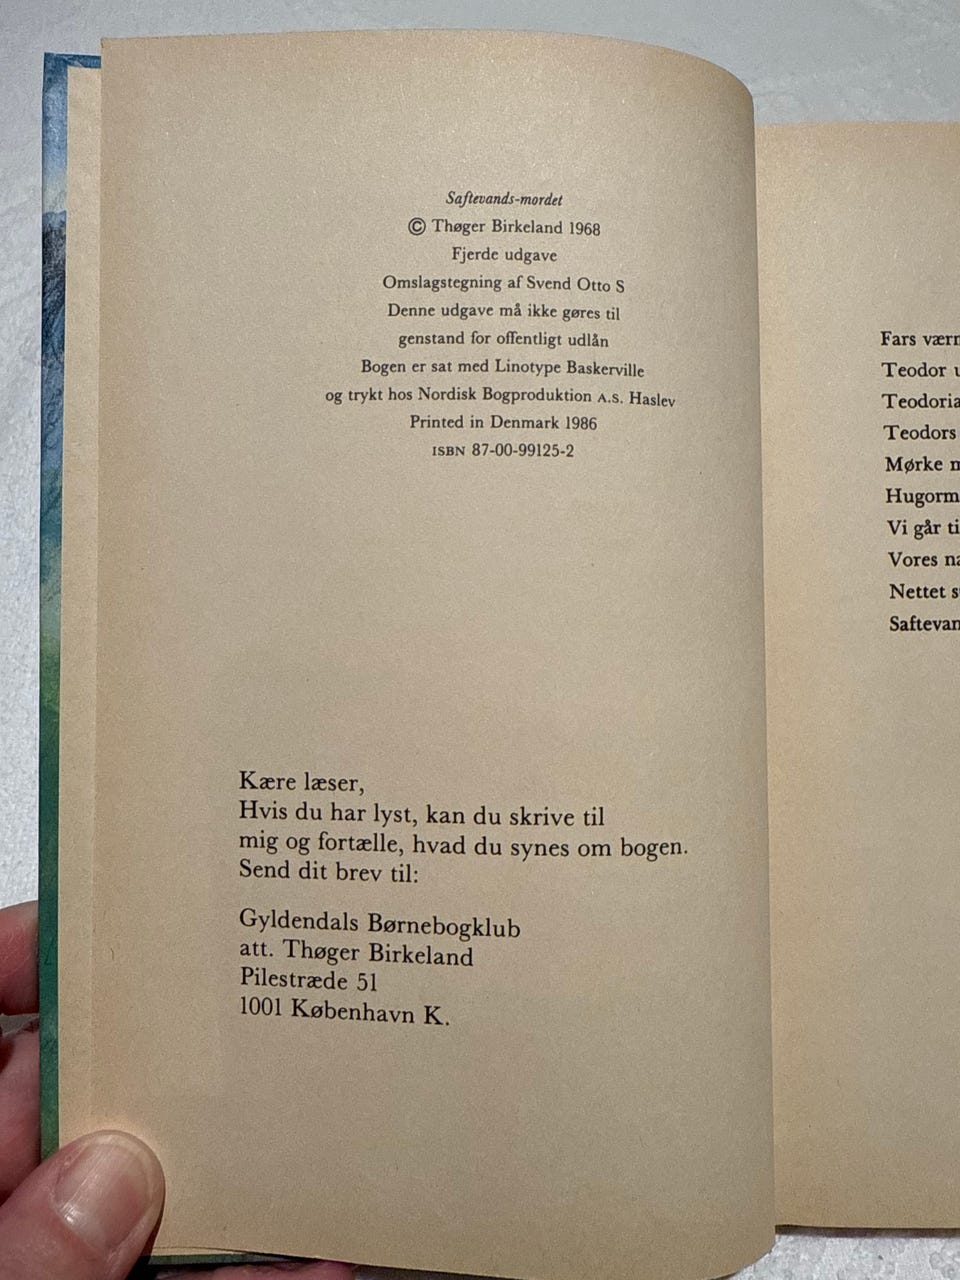 Saftevands-mordet
© Thøger Birkeland 1968
Fjerde udgave
Omslagstegning af Svend Otto S
Denne udgave må ikke gøres til
genstand for offentligt udlån
Bogen er sat med Linotype Baskerville
og trykt hos Nordisk Bogproduktion A.S. Haslev
Printed in Denmark 1986
ISBN 87-00-99125-2
Kære læser,
Hvis du har lyst, kan du skrive til
mig og fortælle, hvad du synes om bogen.
Send dit brev til:
Gyldendals Børnebogklub
att. Thøger Birkeland
Pilestræde 51
1001 København K.
Fars
Teodor
Teodors
Mørke
Vi går
Vores
Nettet